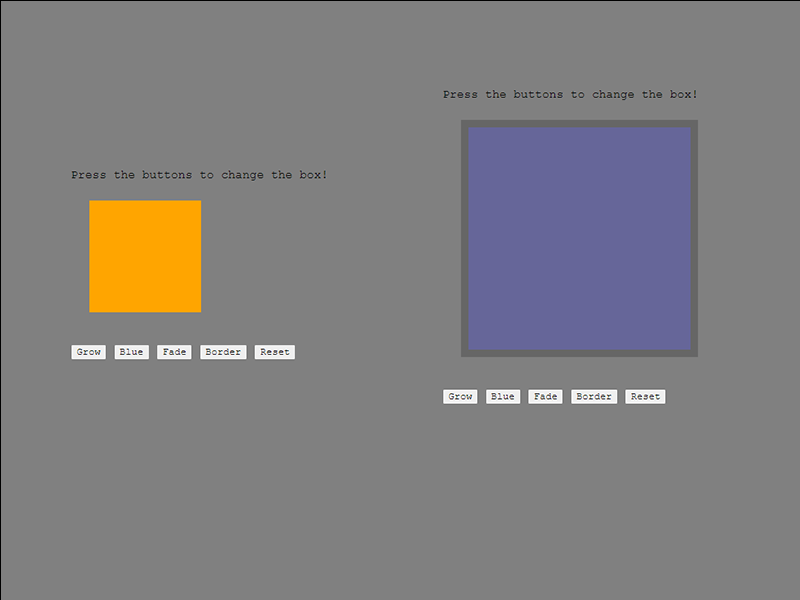 Press the buttons to change the box!
Grow Blue Fade Border Reset
Press the buttons to change the box!
Grow Blue Fade Border Reset